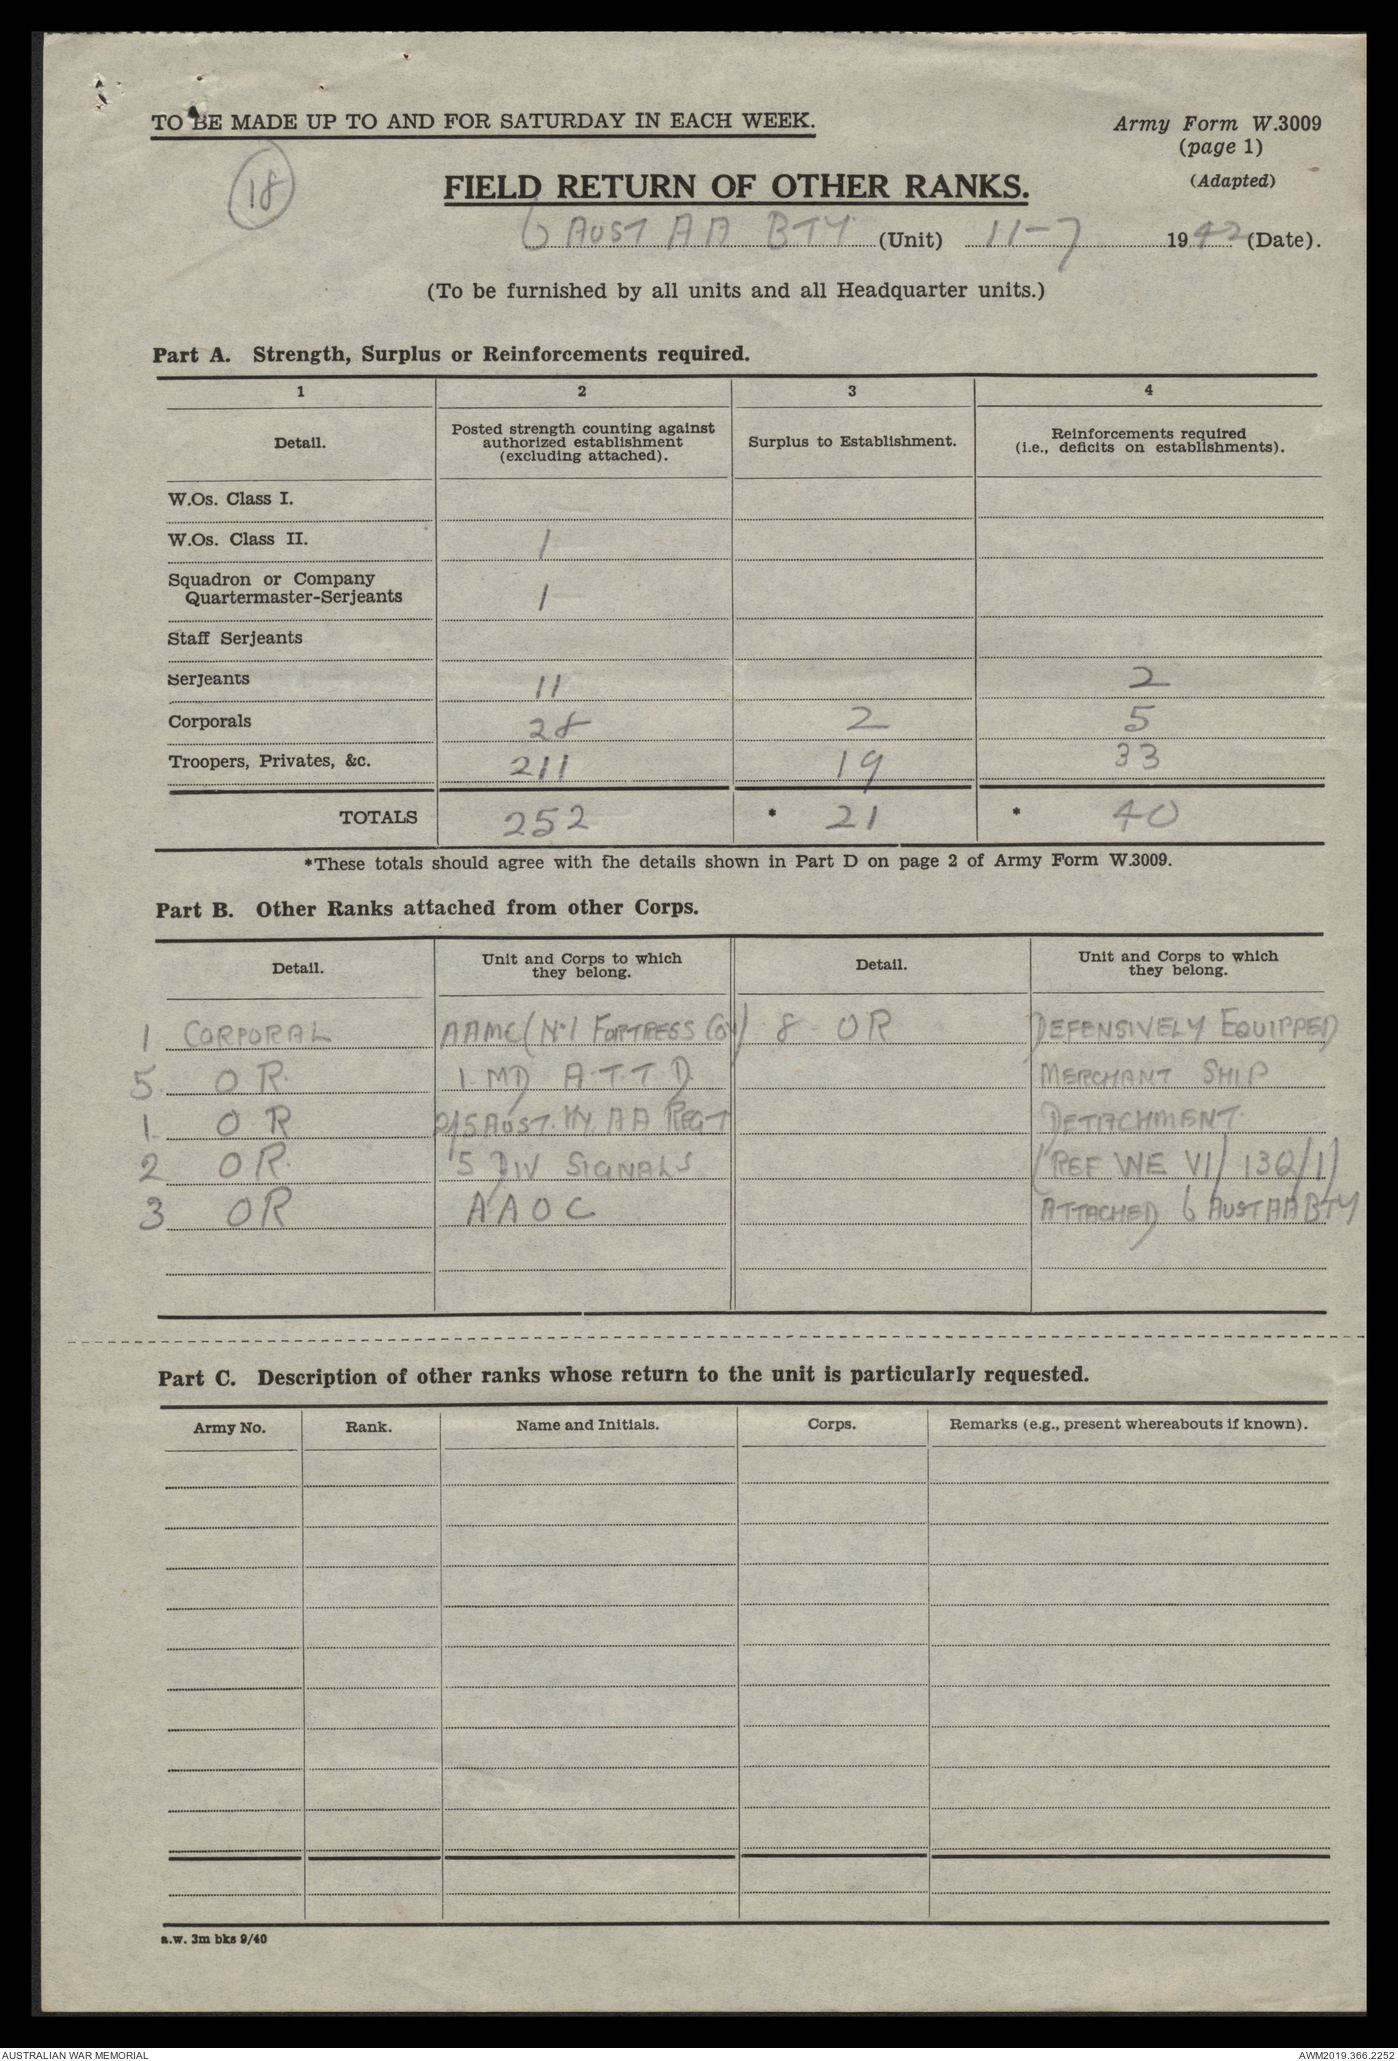 TO BE MADE UP TO AND FOR SATURDAY IN EACH WEEK.
Army Form W.3009
(page 1)
(Adapted)
18
FIELD RETURN OF OTHER RANKS.
6 AUST AA BTY (Unit) 11-7 1942 (Date).
(To be furnished by all units and all Headquarter units.)
Part A. Strength, Surplus or Reinforcements required.
1 2 3 4
Detail. Posted strength counting against authorized establishment (excluding attached). Surplus to Establishment. Reinforcements required (i.e., deficits on establishments).
W.Os. Class I.
W.Os. Class II. 1
Squadron or Company
Quartermaster-Serjeants 1
Staff Serjeants
Serjeants 11 2
Corporals 28 2 5
Troopers, Privates, &c. 211 19 33
TOTALS 252 * 21 * 40
*These totals should agree with the details shown in Part D on page 2 of Army Form W.3009.
Part B. Other Ranks attached from other Corps.
Detail. Unit and Corps to which they belong. Detail. Unit and Corps to which they belong.
1 CORPORAL AAMC (No 1 FORTRESS COY) 8 OR DEFENSIVELY EQUIPPED
5 OR 1 MD A.T.T.D MERCHANT SHIP
1 OR AUST. HY AA REGT DETACHMENT
2 OR 5 DIV SIGNALS (REF WE VI/130/1)
3 OR AAOC ATTACHED 6 AUST AA BTY
Part C. Description of other ranks whose return to the unit is particularly requested.
Army No. Rank. Name and Initials. Corps. Remarks (e.g., present whereabouts if known).
a.w. 3m bks 9/40
AUSTRALIAN WAR MEMORIAL
AWM2019.366.2252